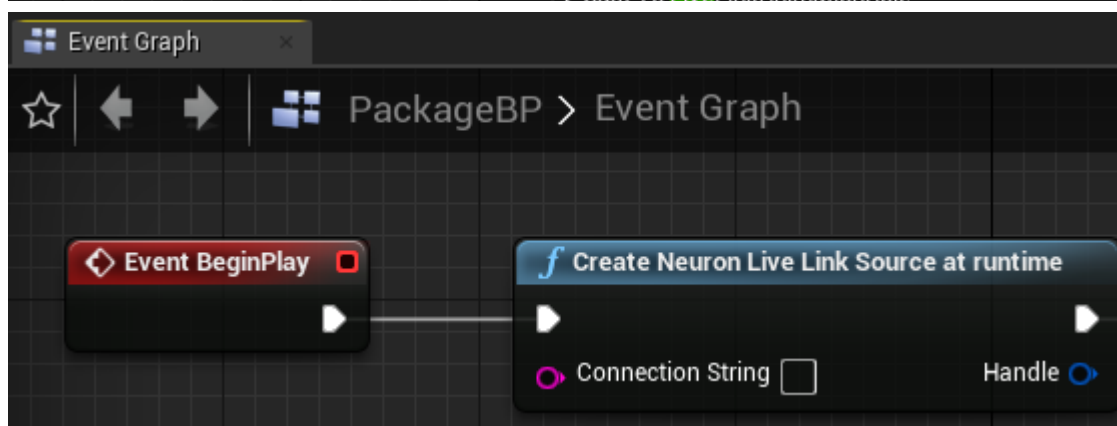 Event Graph
PackageBP > Event Graph
Event BeginPlay
Create Neuron Live Link Source at runtime
Connection String
Handle